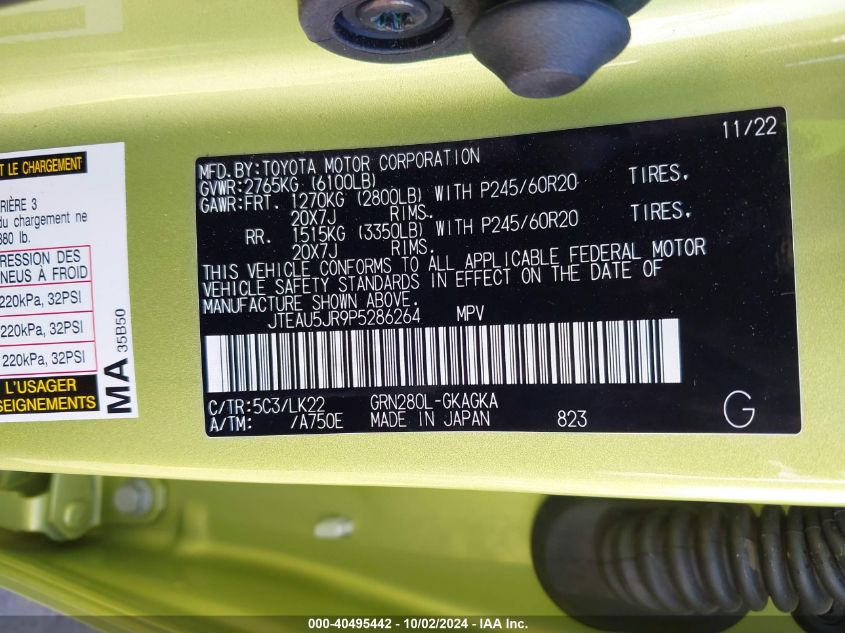 T LE CHARGEMENT
RIÈRE 3
du chargement ne
380 lb.
RESSION DES
NEUS À FROID
220kPa, 32PSI
220kPa, 32PSI
220kPa, 32PSI
L'USAGER
SEIGNEMENTS
MA
35B50
11/22
MFD.BY:TOYOTA MOTOR CORPORATION
GVWR:2765KG (6100LB)
GAWR:FRT. 1270KG (2800LB) WITH P245/60R20 TIRES.
20X7J RIMS.
RR. 1515KG (3350LB) WITH P245/60R20 TIRES.
20X7J RIMS.
THIS VEHICLE CONFORMS TO ALL APPLICABLE FEDERAL MOTOR
VEHICLE SAFETY STANDARDS IN EFFECT ON THE DATE OF
MANUFACTURE SHOWN ABOVE.
JTEAU5JR9P5286264 MPV
C/TR:5C3/LK22 GRN280L-GKAGKA
A/TM: /A750E MADE IN JAPAN 823
G
000-40495442 - 10/02/2024 - IAA Inc.